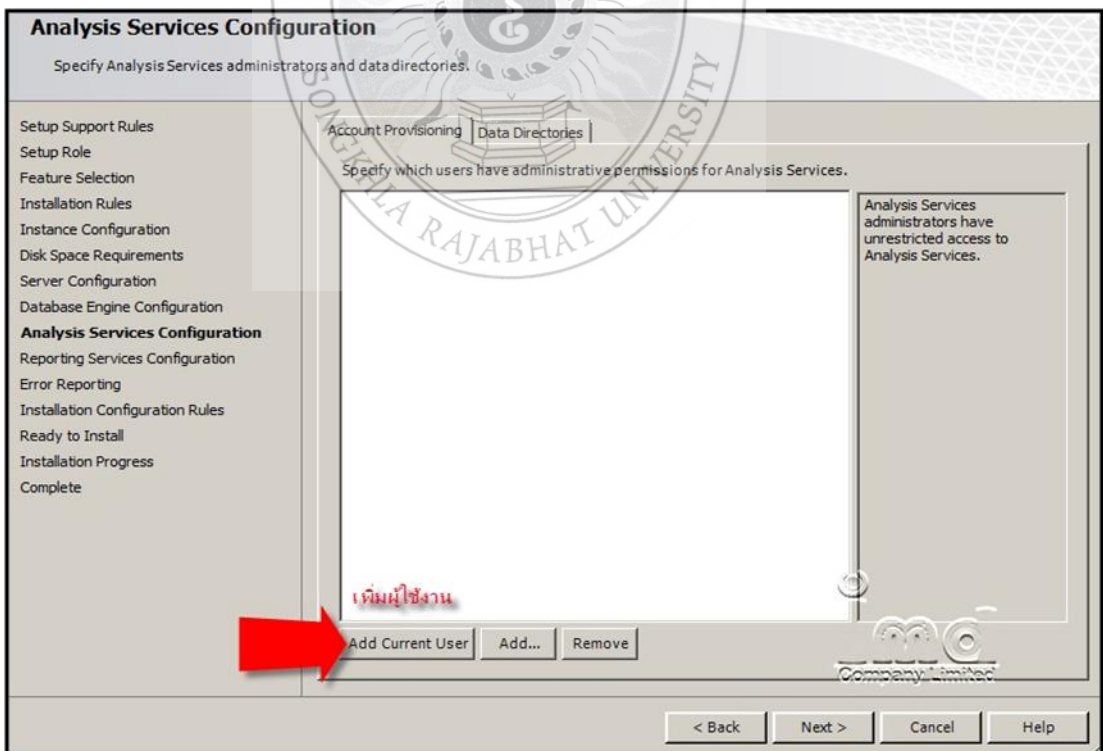 Analysis Services Configuration
Specify Analysis Services administrators and data directories.
SONGKHLA RAJABHAT UNIVERSITY
Setup Support Rules
Setup Role
Feature Selection
Installation Rules
Instance Configuration
Disk Space Requirements
Server Configuration
Database Engine Configuration
Analysis Services Configuration
Reporting Services Configuration
Error Reporting
Installation Configuration Rules
Ready to Install
Installation Progress
Complete
Account Provisioning
Data Directories
Specify which users have administrative permissions for Analysis Services.
Analysis Services
administrators have
unrestricted access to
Analysis Services.
เพิ่มผู้ใช้งาน
Add Current User
Add...
Remove
Company Limited
< Back
Next >
Cancel
Help